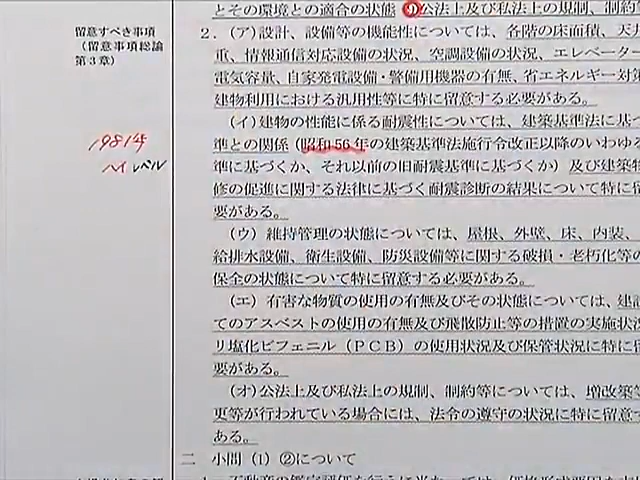 とその環境との適合の状態 ㋔公法上及び私法上の規制、制約
留意すべき事項
(留意事項総論
第３章)
２.(ア)設計、設備等の機能性については、各階の床面積、天井
重、情報通信対応設備の状況、空調設備の状況、エレベーター
電気容量、自家発電設備・警備用機器の有無、省エネルギー対
建物利用における汎用性等に特に留意する必要がある。
(イ)建物の性能に係る耐震性については、建築基準法に基づ
準との関係(昭和56年の建築基準法施行令改正以降のいわゆる
準に基づくか、それ以前の旧耐震基準に基づくか)及び建築物
修の促進に関する法律に基づく耐震診断の結果について特に留
要がある。
1981年
ハイレベル
(ウ) 維持管理の状態については、屋根、外壁、床、内装、
給排水設備、衛生設備、防災設備等に関する破損・老朽化等の
保全の状態について特に留意する必要がある。
(エ) 有害な物質の使用の有無及びその状態については、建設
てのアスベストの使用の有無及び飛散防止等の措置の実施状況
リ塩化ビフェニル(ＰＣＢ)の使用状況及び保管状況に特に留
要がある。
(オ)公法上及び私法上の規制、制約等については、増改築等
更等が行われている場合には、法令の遵守の状況に特に留意す
ある。
二 小問(1)②について